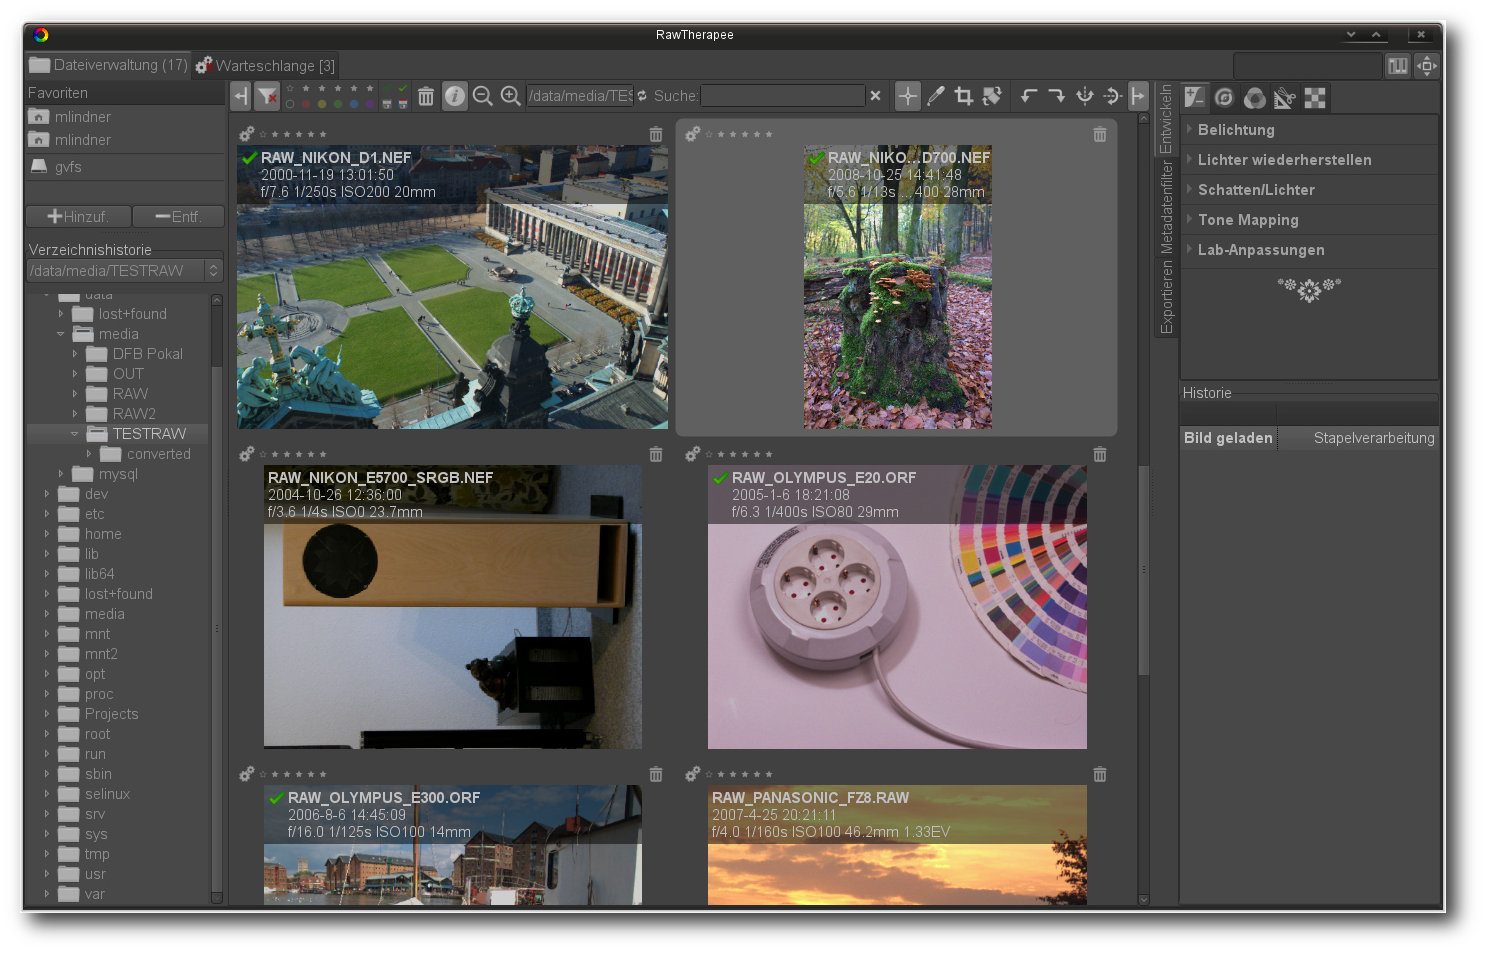 RawTherapee
Dateiverwaltung (17)
Warteschlange [3]
Favoriten
mlindner
mlindner
gvfs
Hinzuf.
Entf.
Verzeichnishistorie
/data/media/TESTRAW
data
lost+found
media
DFB Pokal
OUT
RAW
RAW2
TESTRAW
converted
mysql
dev
etc
home
lib
lib64
lost+found
media
mnt
mnt2
opt
proc
Projects
root
run
sbin
selinux
srv
sys
tmp
usr
var
/data/media/TES
Suche:
RAW_NIKON_D1.NEF
2000-11-19 13:01:50
f/7.6 1/250s ISO200 20mm
RAW_NIKO...D700.NEF
2008-10-25 14:41:48
f/5.6 1/13s ... 400 28mm
RAW_NIKON_E5700_SRGB.NEF
2004-10-26 12:36:00
f/3.6 1/4s ISO0 23.7mm
RAW_OLYMPUS_E20.ORF
2005-1-6 18:21:08
f/6.3 1/400s ISO80 29mm
RAW_OLYMPUS_E300.ORF
2006-8-6 14:45:09
f/16.0 1/125s ISO100 14mm
RAW_PANASONIC_FZ8.RAW
2007-4-25 20:21:11
f/4.0 1/160s ISO100 46.2mm 1.33EV
Entwickeln
Metadatenfilter
Exportieren
Belichtung
Lichter wiederherstellen
Schatten/Lichter
Tone Mapping
Lab-Anpassungen
Historie
Bild geladen
Stapelverarbeitung